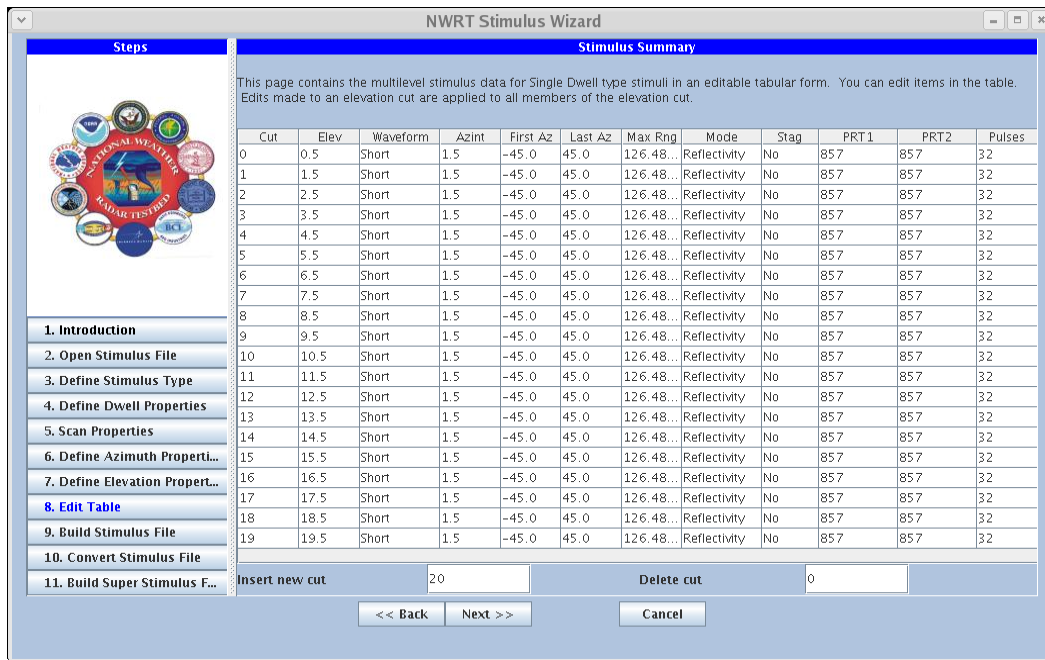 NWRT Stimulus Wizard
Steps
NATIONAL WEATHER
RADAR TESTBED
BCI
1. Introduction
2. Open Stimulus File
3. Define Stimulus Type
4. Define Dwell Properties
5. Scan Properties
6. Define Azimuth Properti...
7. Define Elevation Propert...
8. Edit Table
9. Build Stimulus File
10. Convert Stimulus File
11. Build Super Stimulus F...
Stimulus Summary
This page contains the multilevel stimulus data for Single Dwell type stimuli in an editable tabular form. You can edit items in the table.
Edits made to an elevation cut are applied to all members of the elevation cut.
Cut Elev Waveform Azint First Az Last Az Max Rng Mode Stag PRT1 PRT2 Pulses
0 0.5 Short 1.5 -45.0 45.0 126.48... Reflectivity No 857 857 32
1 1.5 Short 1.5 -45.0 45.0 126.48... Reflectivity No 857 857 32
2 2.5 Short 1.5 -45.0 45.0 126.48... Reflectivity No 857 857 32
3 3.5 Short 1.5 -45.0 45.0 126.48... Reflectivity No 857 857 32
4 4.5 Short 1.5 -45.0 45.0 126.48... Reflectivity No 857 857 32
5 5.5 Short 1.5 -45.0 45.0 126.48... Reflectivity No 857 857 32
6 6.5 Short 1.5 -45.0 45.0 126.48... Reflectivity No 857 857 32
7 7.5 Short 1.5 -45.0 45.0 126.48... Reflectivity No 857 857 32
8 8.5 Short 1.5 -45.0 45.0 126.48... Reflectivity No 857 857 32
9 9.5 Short 1.5 -45.0 45.0 126.48... Reflectivity No 857 857 32
10 10.5 Short 1.5 -45.0 45.0 126.48... Reflectivity No 857 857 32
11 11.5 Short 1.5 -45.0 45.0 126.48... Reflectivity No 857 857 32
12 12.5 Short 1.5 -45.0 45.0 126.48... Reflectivity No 857 857 32
13 13.5 Short 1.5 -45.0 45.0 126.48... Reflectivity No 857 857 32
14 14.5 Short 1.5 -45.0 45.0 126.48... Reflectivity No 857 857 32
15 15.5 Short 1.5 -45.0 45.0 126.48... Reflectivity No 857 857 32
16 16.5 Short 1.5 -45.0 45.0 126.48... Reflectivity No 857 857 32
17 17.5 Short 1.5 -45.0 45.0 126.48... Reflectivity No 857 857 32
18 18.5 Short 1.5 -45.0 45.0 126.48... Reflectivity No 857 857 32
19 19.5 Short 1.5 -45.0 45.0 126.48... Reflectivity No 857 857 32
Insert new cut 20 Delete cut 0
<< Back Next >> Cancel